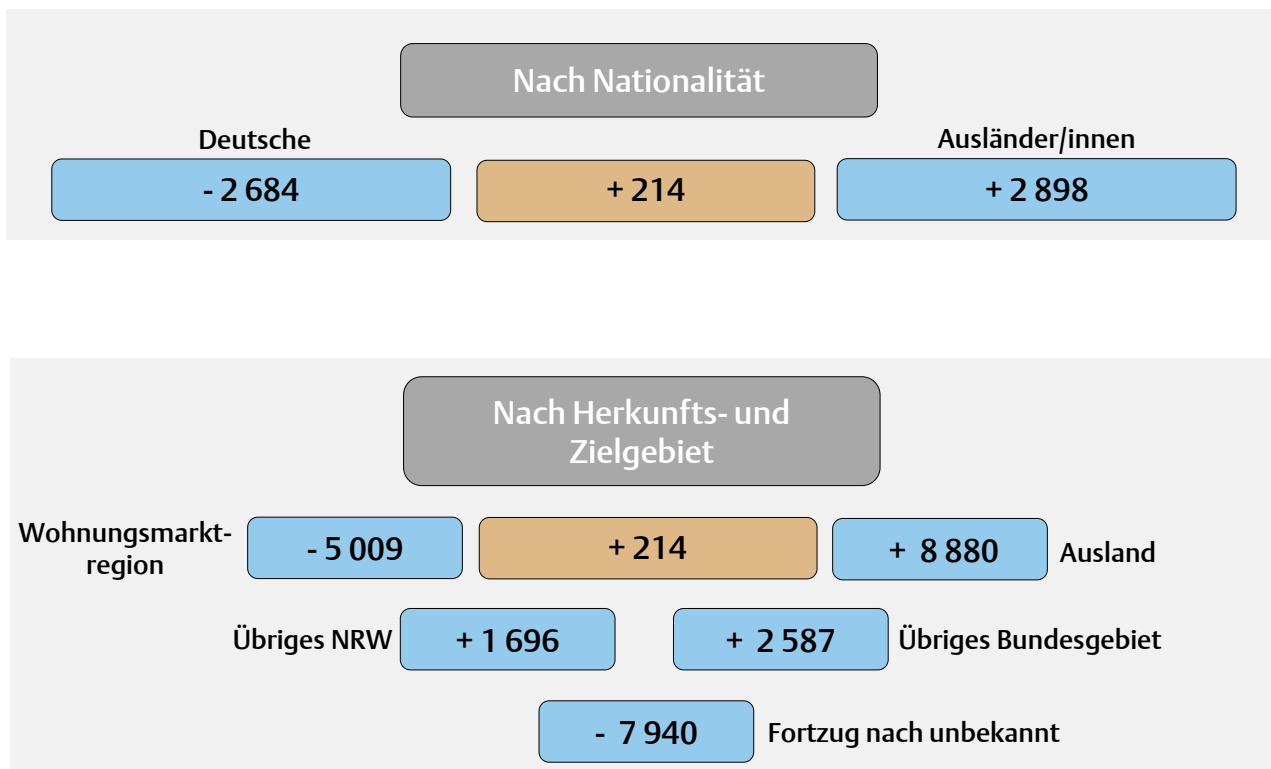 Nach Nationalität
Deutsche
Ausländer/innen
- 2 684
+ 214
+ 2 898
Nach Herkunfts- und
Zielgebiet
Wohnungsmarkt-
region
- 5 009
+ 214
+ 8 880
Ausland
Übriges NRW
+ 1 696
+ 2 587
Übriges Bundesgebiet
- 7 940
Fortzug nach unbekannt